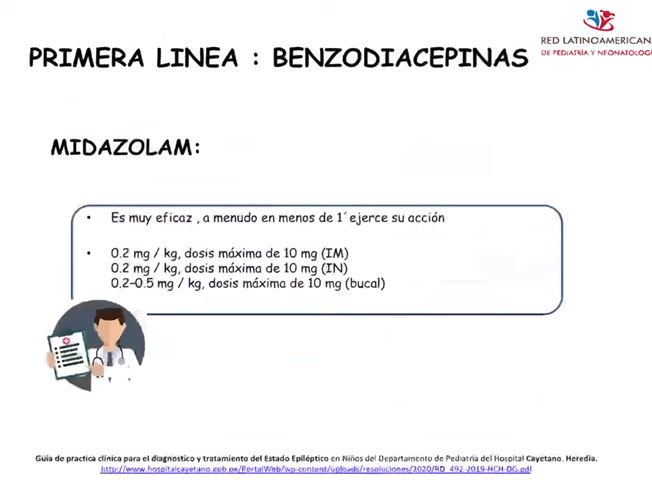 RED LATINOAMERICAN
DE PEDIATRÍA Y NEONATOLOGÍ
PRIMERA LINEA : BENZODIACEPINAS
MIDAZOLAM:
• Es muy eficaz , a menudo en menos de 1´ejerce su acción
• 0.2 mg / kg, dosis máxima de 10 mg (IM)
0.2 mg / kg, dosis máxima de 10 mg (IN)
0.2-0.5 mg / kg, dosis máxima de 10 mg (bucal)
Guía de practica clínica para el diagnostico y tratamiento del Estado Epiléptico en Niños del Departamento de Pediatría del Hospital Cayetano. Heredia.
http://www.hospitalcayetano.gob.pe/PortalWeb/wp-content/uploads/resoluciones/2020/RD_492-2019-HCH-DG.pdf